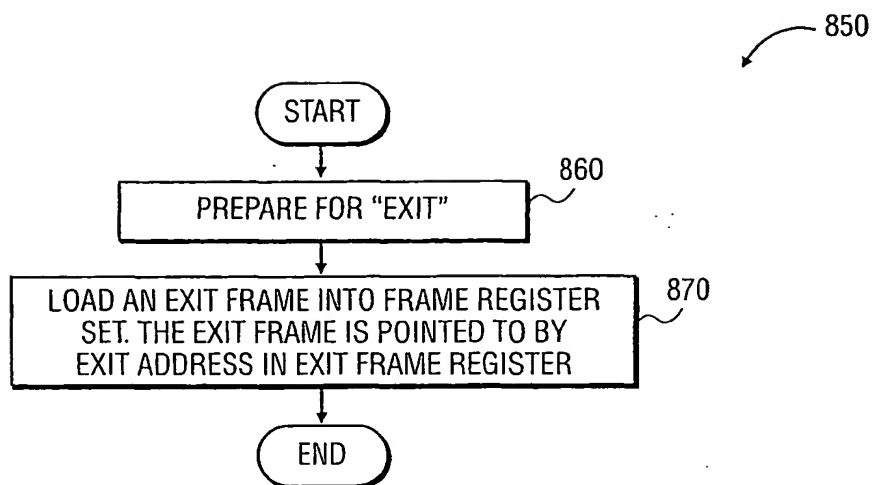 850
START
PREPARE FOR “EXIT”
860
LOAD AN EXIT FRAME INTO FRAME REGISTER
SET. THE EXIT FRAME IS POINTED TO BY
EXIT ADDRESS IN EXIT FRAME REGISTER
870
END